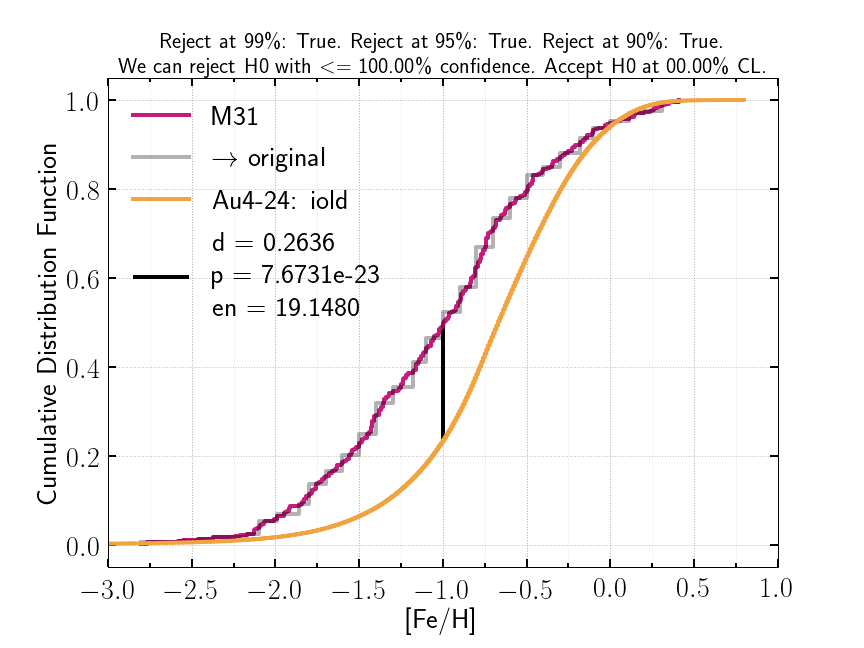 Reject at 99%: True. Reject at 95%: True. Reject at 90%: True.
We can reject H0 with <= 100.00% confidence. Accept H0 at 00.00% CL.
Cumulative Distribution Function
1.0
0.8
0.6
0.4
0.2
0.0
M31
→ original
Au4-24: iold
d = 0.2636
p = 7.6731e-23
en = 19.1480
−3.0 −2.5 −2.0 −1.5 −1.0 −0.5 0.0 0.5 1.0
[Fe/H]